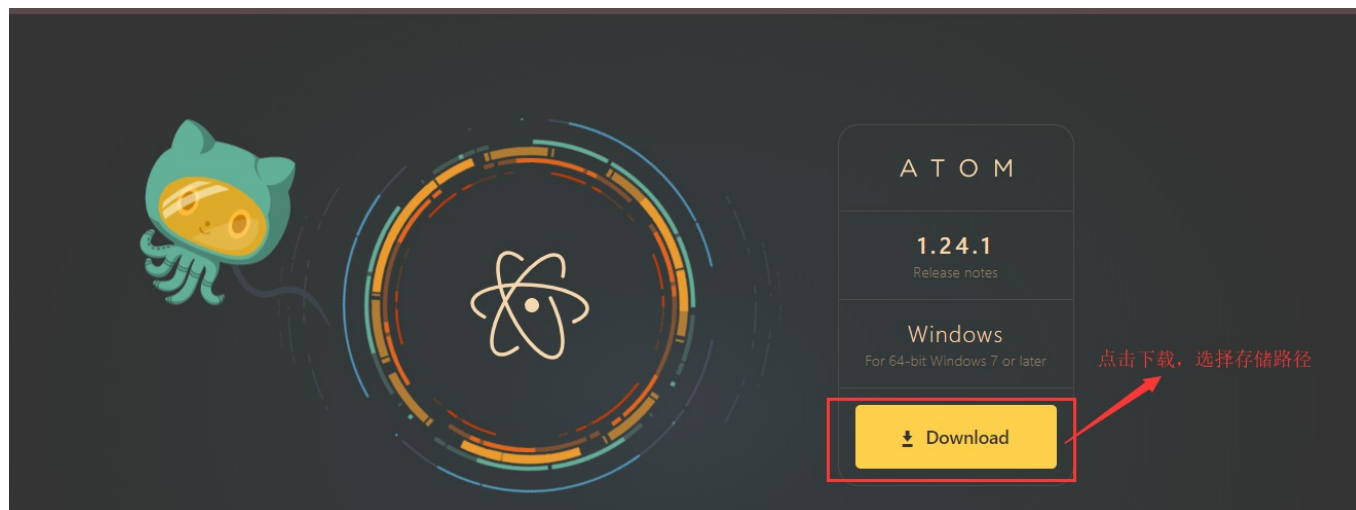 ATOM
1.24.1
Release notes
Windows
For 64-bit Windows 7 or later
点击下载，选择存储路径
Download